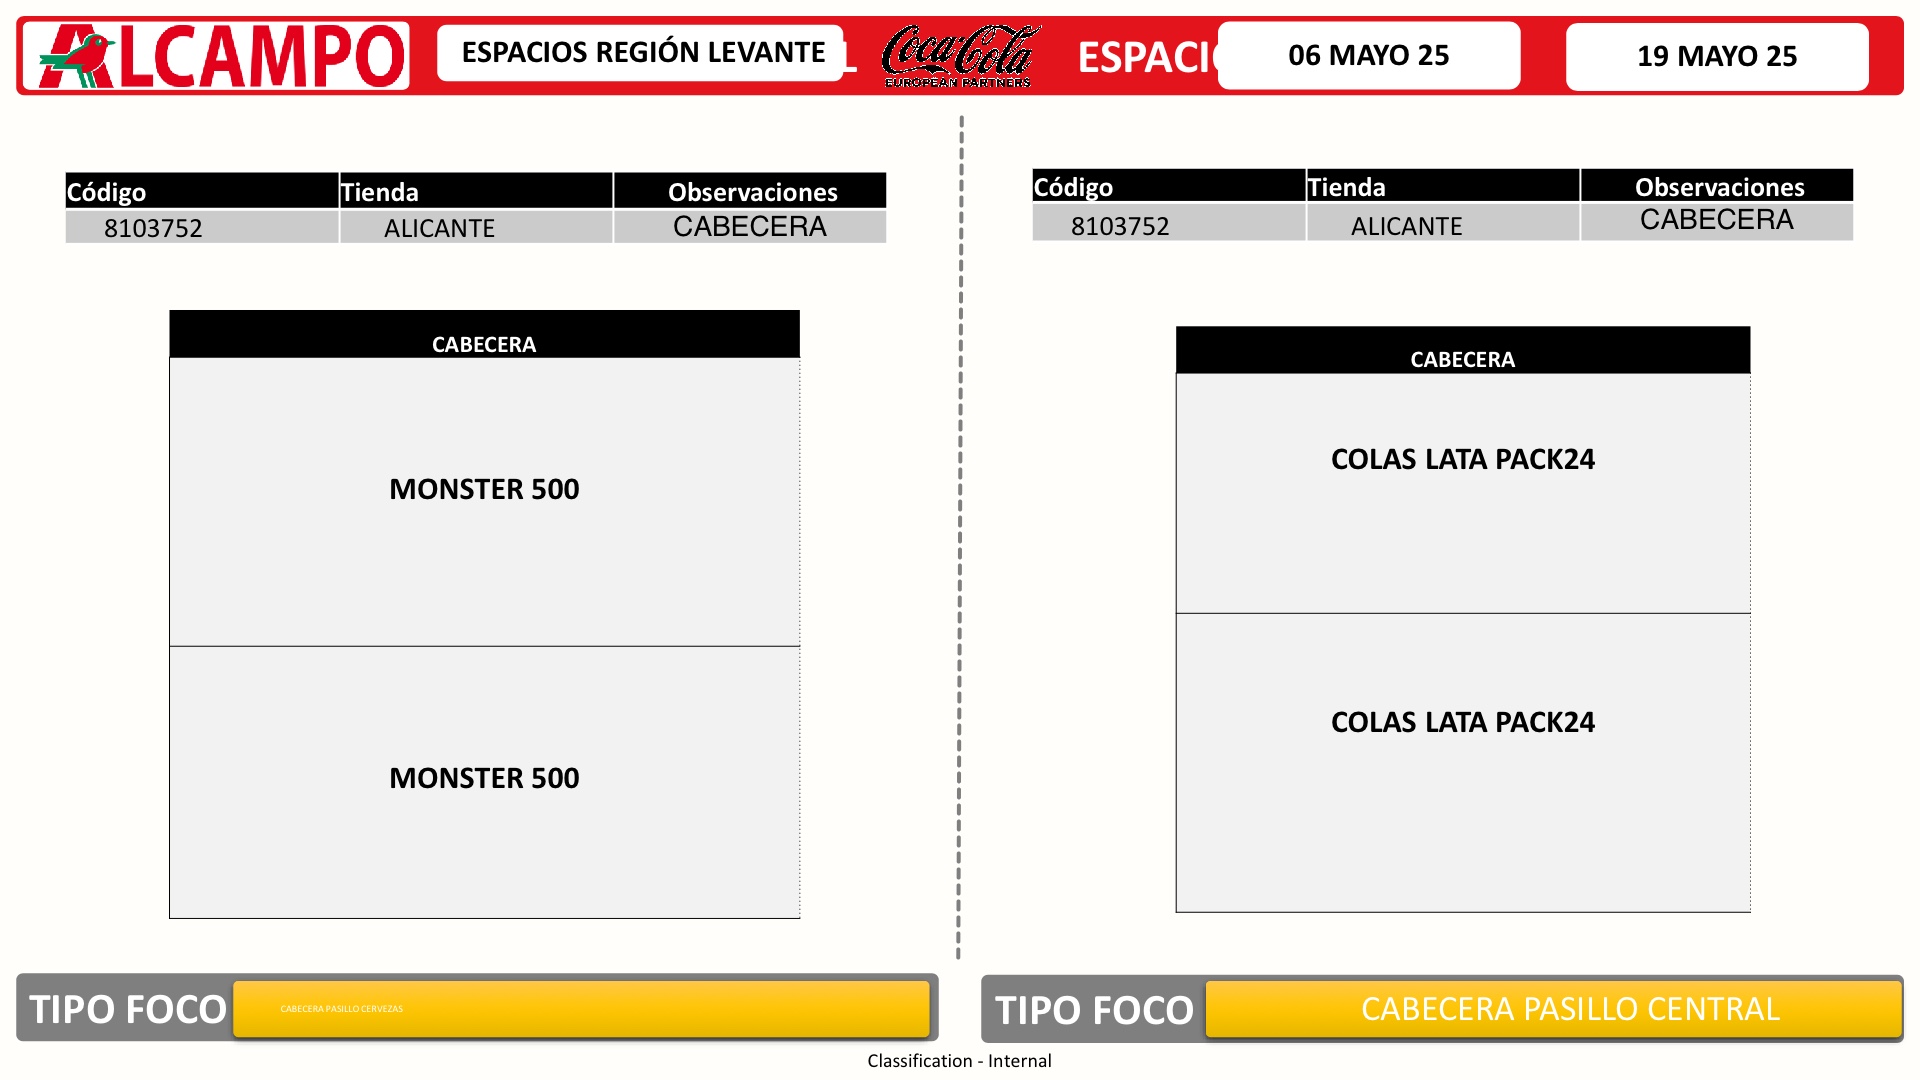 ALCAMPO
ESPACIOS REGIÓN LEVANTE
L
Coca-Cola
EUROPEAN PARTNERS
ESPACI
06 MAYO 25
19 MAYO 25
Código Tienda Observaciones
8103752 ALICANTE CABECERA
CABECERA
MONSTER 500
MONSTER 500
TIPO FOCO
CABECERA PASILLO CERVEZAS
Código Tienda Observaciones
8103752 ALICANTE CABECERA
CABECERA
COLAS LATA PACK24
COLAS LATA PACK24
TIPO FOCO
CABECERA PASILLO CENTRAL
Classification - Internal